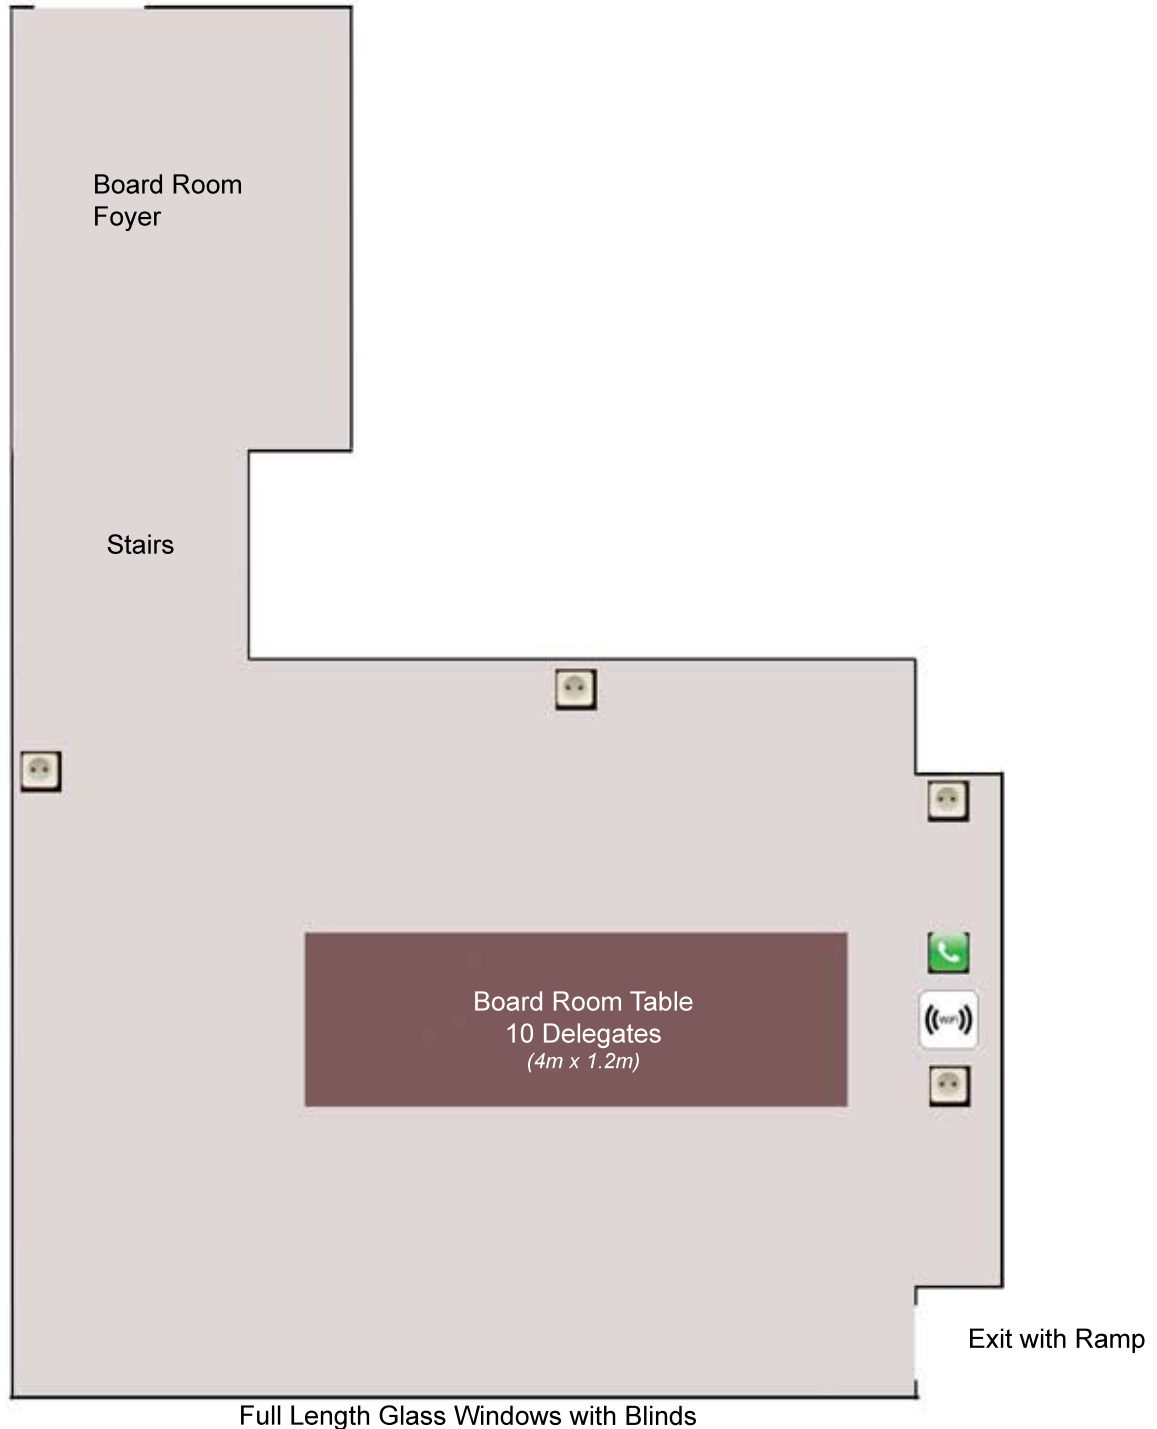 Board Room
Foyer
Stairs
Board Room Table
10 Delegates
(4m x 1.2m)
WiFi
Exit with Ramp
Full Length Glass Windows with Blinds